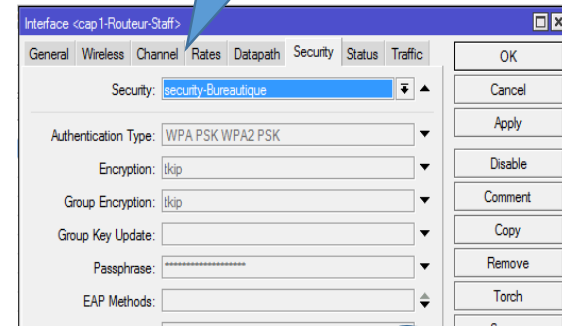 Interface <cap1-Routeur-Staff>
General Wireless Channel Rates Datapath Security Status Traffic
OK
Security: security-Bureautique
Cancel
Apply
Authentication Type: WPA PSK WPA2 PSK
Encryption: tkip
Disable
Group Encryption: tkip
Comment
Group Key Update:
Copy
Passphrase: *******************
Remove
EAP Methods:
Torch